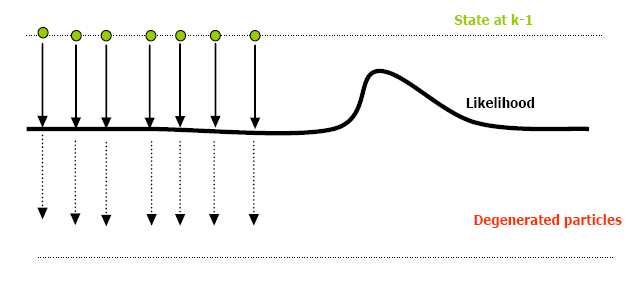 State at k-1
Likelihood
Degenerated particles